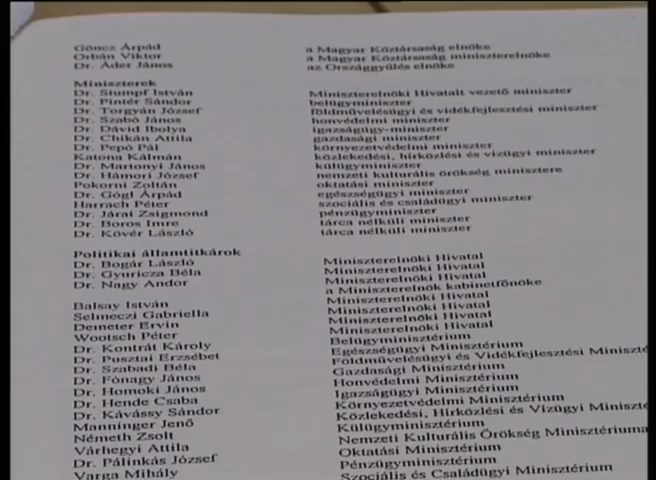 Göncz Árpád a Magyar Köztársaság elnöke
Orbán Viktor a Magyar Köztársaság miniszterelnöke
Dr. Áder János az Országgyűlés elnöke
Miniszterek
Dr. Stumpf István Miniszterelnöki Hivatalt vezető miniszter
Dr. Pintér Sándor belügyminiszter
Dr. Torgyán József földművelésügyi és vidékfejlesztési miniszter
Dr. Szabó János honvédelmi miniszter
Dr. Dávid Ibolya igazságügy-miniszter
Dr. Chikán Attila gazdasági miniszter
Dr. Pepó Pál környezetvédelmi miniszter
Katona Kálmán közlekedési, hírközlési és vízügyi miniszter
Dr. Martonyi János külügyminiszter
Dr. Hámori József nemzeti kulturális örökség minisztere
Pokorni Zoltán oktatási miniszter
Dr. Gógl Árpád egészségügyi miniszter
Harrach Péter szociális és családügyi miniszter
Dr. Járai Zsigmond pénzügyminiszter
Dr. Boros Imre tárca nélküli miniszter
Dr. Kövér László tárca nélküli miniszter
Politikai államtitkárok
Dr. Bogár László Miniszterelnöki Hivatal
Dr. Gyuricza Béla Miniszterelnöki Hivatal
Dr. Nagy Andor Miniszterelnöki Hivatal
a Miniszterelnök kabinetfőnöke
Balsay István Miniszterelnöki Hivatal
Selmeczi Gabriella Miniszterelnöki Hivatal
Demeter Ervin Miniszterelnöki Hivatal
Wootsch Péter Miniszterelnöki Hivatal
Dr. Kontrát Károly Belügyminisztérium
Dr. Pusztai Erzsébet Egészségügyi Minisztérium
Dr. Szabadi Béla Földművelésügyi és Vidékfejlesztési Miniszté
Dr. Fónagy János Gazdasági Minisztérium
Dr. Homoki János Honvédelmi Minisztérium
Dr. Hende Csaba Igazságügyi Minisztérium
Dr. Kávássy Sándor Környezetvédelmi Minisztérium
Manninger Jenő Közlekedési, Hírközlési és Vízügyi Miniszté
Németh Zsolt Külügyminisztérium
Várhegyi Attila Nemzeti Kulturális Örökség Minisztériuma
Dr. Pálinkás József Oktatási Minisztérium
Varga Mihály Pénzügyminisztérium
Szociális és Családügyi Minisztérium